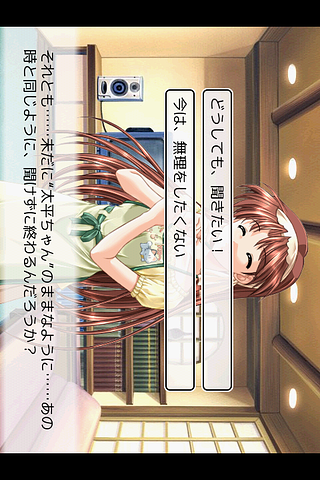 どうしても、聞きたい！
今は、無理をしたくない
それとも……未だに“太平ちゃん”のままなように……あの
時と同じように、聞けずに終わるんだろうか？